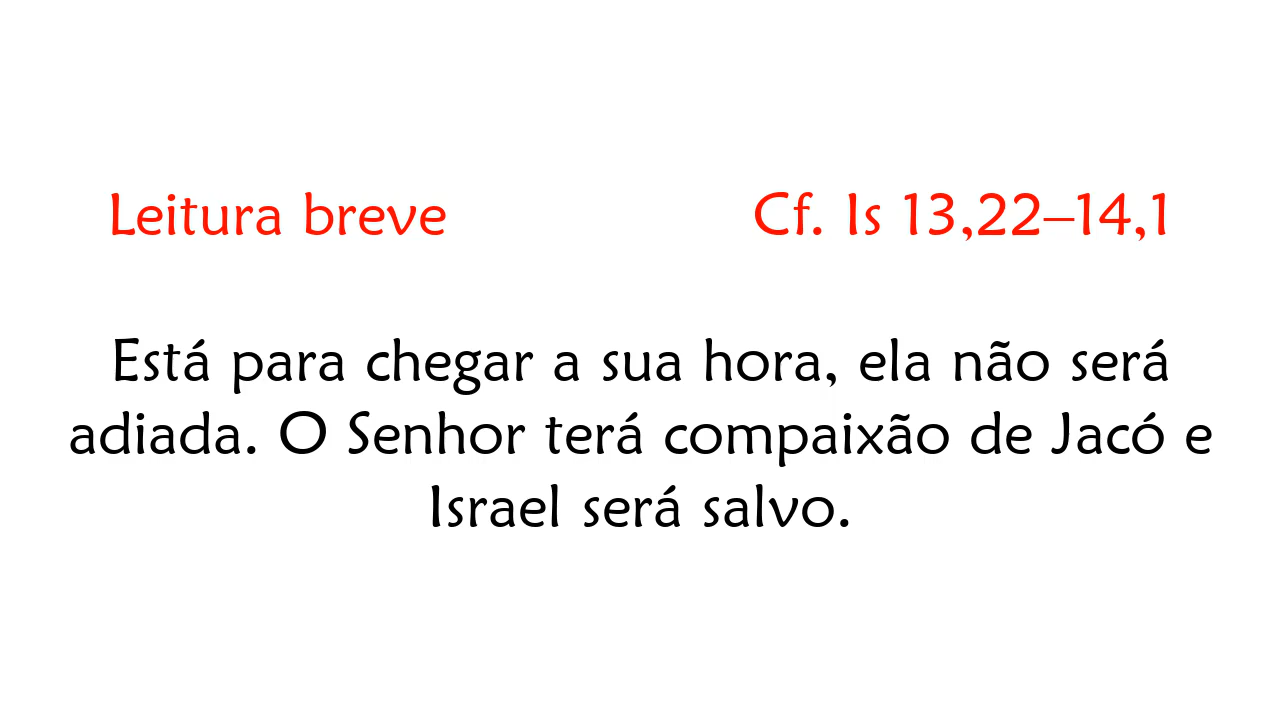 Leitura breve Cf. Is 13,22–14,1
Está para chegar a sua hora, ela não será
adiada. O Senhor terá compaixão de Jacó e
Israel será salvo.